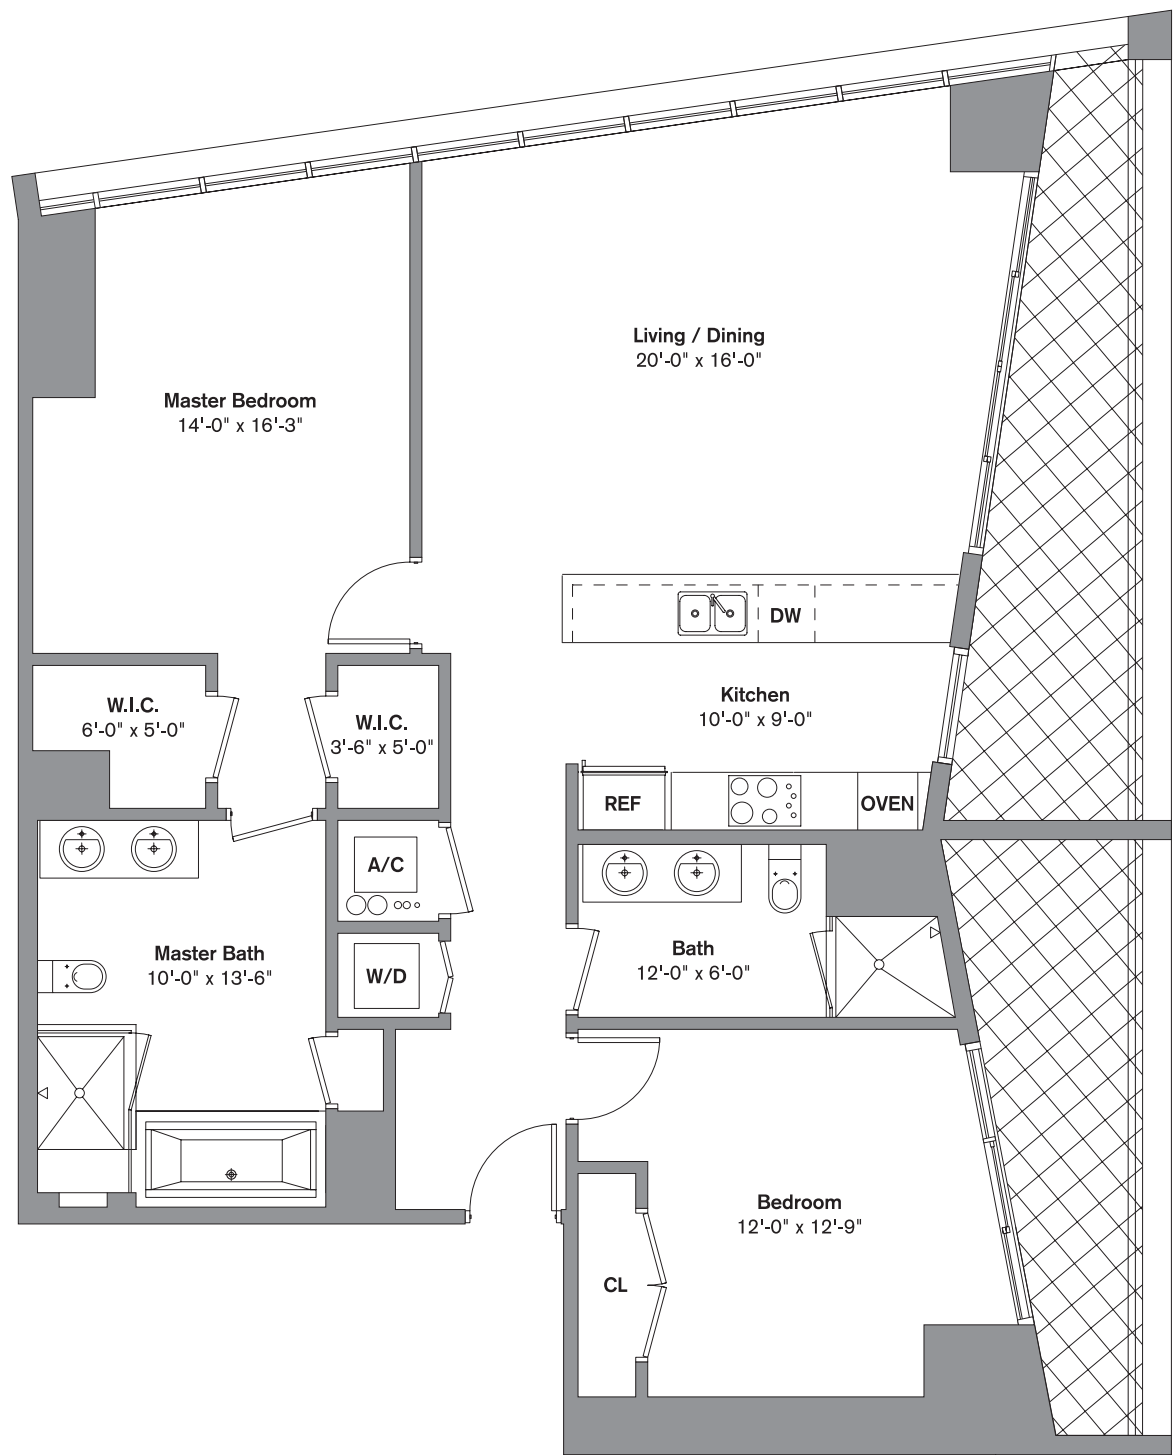 Living / Dining
20'-0" x 16'-0"
Master Bedroom
14'-0" x 16'-3"
DW
W.I.C.
6'-0" x 5'-0"
W.I.C.
3'-6" x 5'-0"
Kitchen
10'-0" x 9'-0"
REF
OVEN
A/C
Master Bath
10'-0" x 13'-6"
W/D
Bath
12'-0" x 6'-0"
Bedroom
12'-0" x 12'-9"
CL